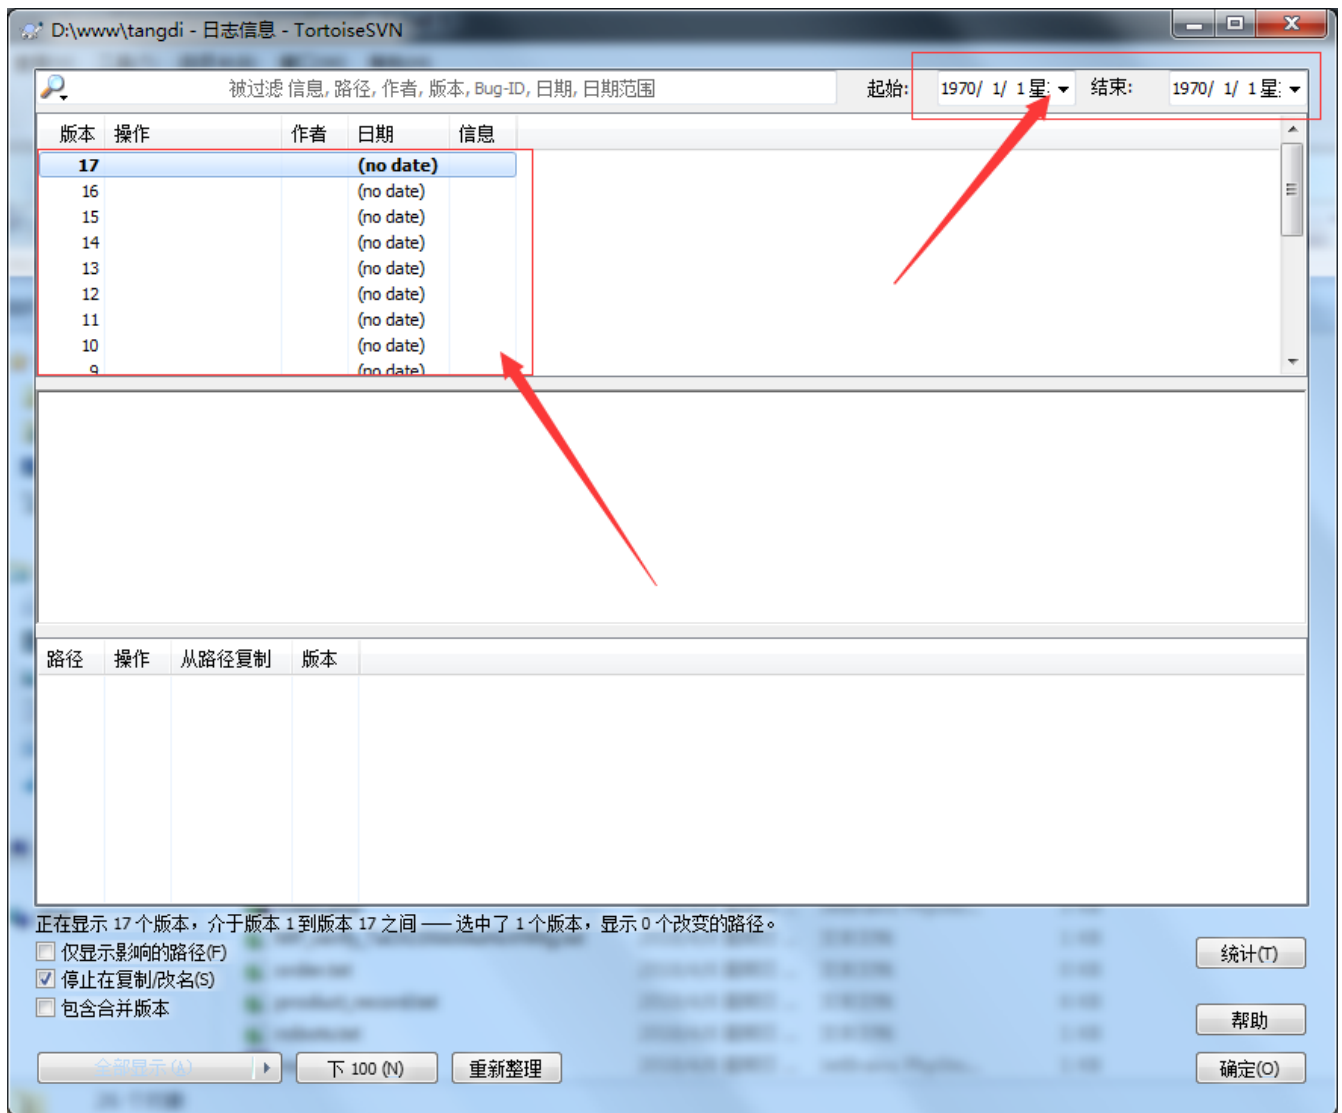 D:\www\tangdi - 日志信息 - TortoiseSVN
被过滤 信息, 路径, 作者, 版本, Bug-ID, 日期, 日期范围 起始: 1970/ 1/ 1 星 结束: 1970/ 1/ 1 星
版本 操作 作者 日期 信息
17 (no date)
16 (no date)
15 (no date)
14 (no date)
13 (no date)
12 (no date)
11 (no date)
10 (no date)
9 (no date)
路径 操作 从路径复制 版本
正在显示 17 个版本，介于版本 1 到版本 17 之间 —— 选中了 1 个版本，显示 0 个改变的路径。
仅显示影响的路径(F)
统计(T)
停止在复制/改名(S)
包含合并版本
帮助
全部显示(A) 下 100 (N) 重新整理 确定(O)